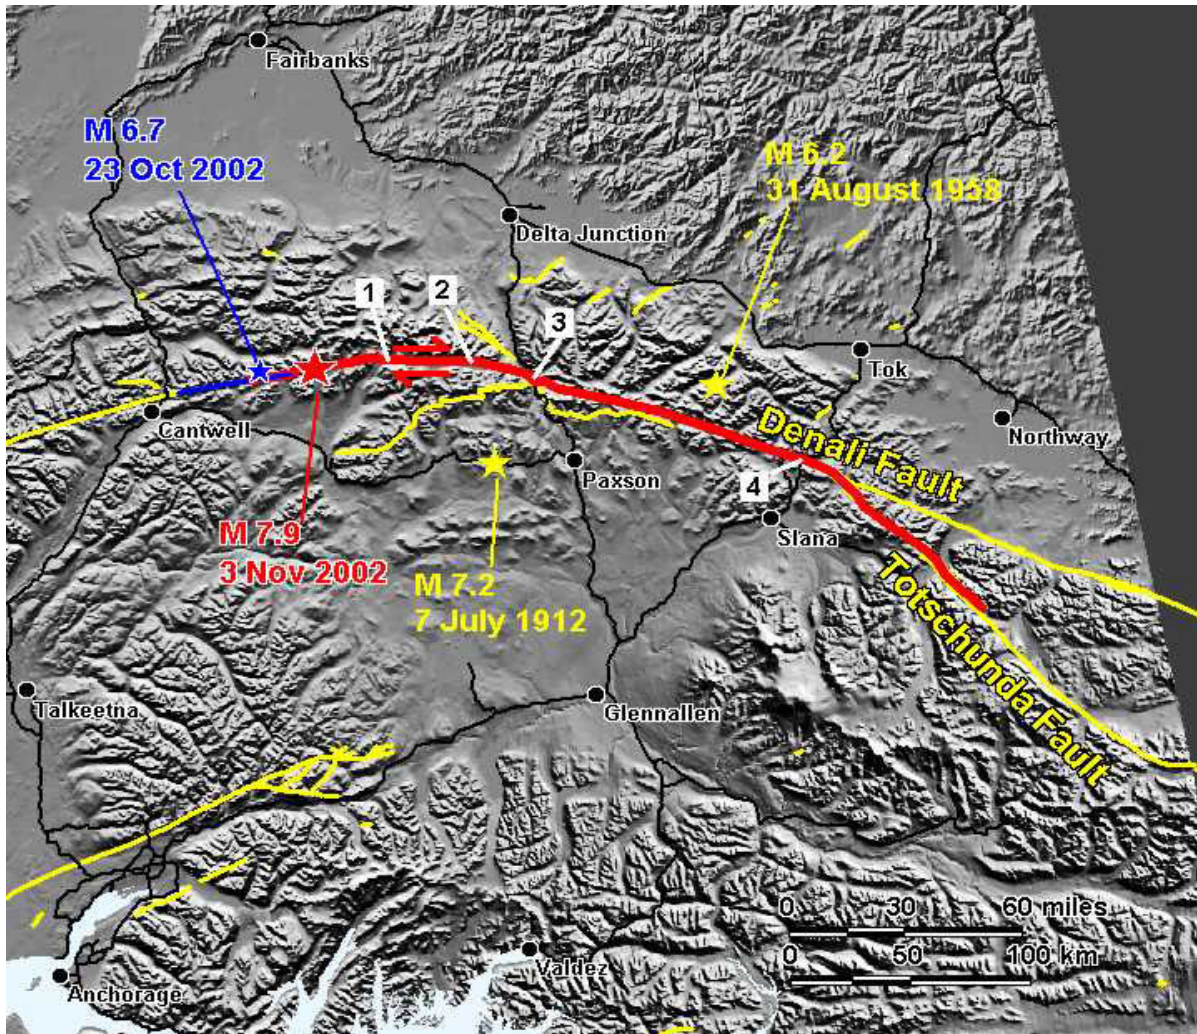 Fairbanks
M 6.7
23 Oct 2002
M 6.2
31 August 1958
Delta Junction
1
2
3
Tok
Cantwell
Northway
Denali Fault
Paxson
4
Slana
M 7.9
3 Nov 2002
M 7.2
7 July 1912
Totschunda Fault
Talkeetna
Glennallen
0 30 60 miles
0 50 100 km
Valdez
Anchorage